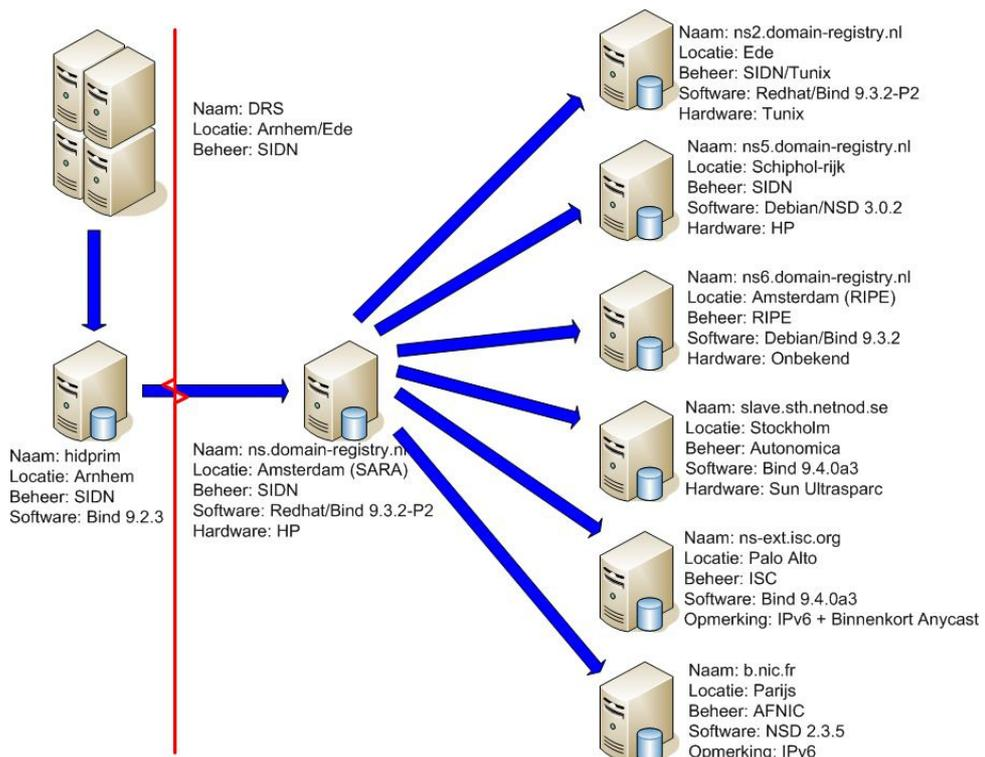 Naam: DRS
Locatie: Arnhem/Ede
Beheer: SIDN
Naam: hidprim
Locatie: Arnhem
Beheer: SIDN
Software: Bind 9.2.3
Naam: ns.domain-registry.nl
Locatie: Amsterdam (SARA)
Beheer: SIDN
Software: Redhat/Bind 9.3.2-P2
Hardware: HP
Naam: ns2.domain-registry.nl
Locatie: Ede
Beheer: SIDN/Tunix
Software: Redhat/Bind 9.3.2-P2
Hardware: Tunix
Naam: ns5.domain-registry.nl
Locatie: Schiphol-rijk
Beheer: SIDN
Software: Debian/NSD 3.0.2
Hardware: HP
Naam: ns6.domain-registry.nl
Locatie: Amsterdam (RIPE)
Beheer: RIPE
Software: Debian/Bind 9.3.2
Hardware: Onbekend
Naam: slave.sth.netnod.se
Locatie: Stockholm
Beheer: Autonomica
Software: Bind 9.4.0a3
Hardware: Sun Ultrasparc
Naam: ns-ext.isc.org
Locatie: Palo Alto
Beheer: ISC
Software: Bind 9.4.0a3
Opmerking: IPv6 + Binnenkort Anycast
Naam: b.nic.fr
Locatie: Parijs
Beheer: AFNIC
Software: NSD 2.3.5
Opmerking: IPv6